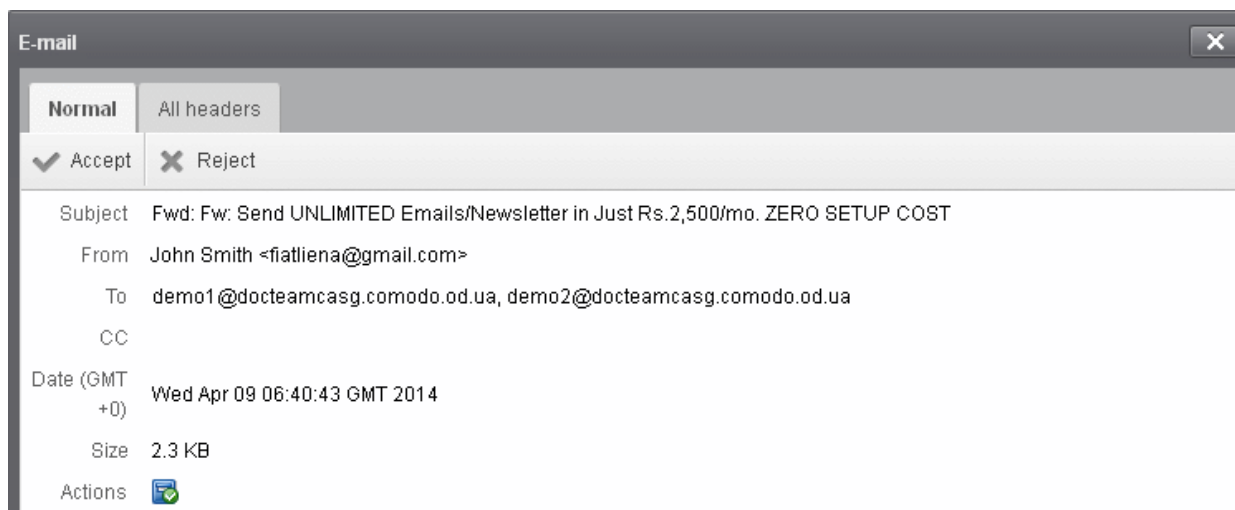 E-mail
Normal All headers
Accept Reject
Subject Fwd: Fw: Send UNLIMITED Emails/Newsletter in Just Rs.2,500/mo. ZERO SETUP COST
From John Smith <fiatliena@gmail.com>
To demo1@docteamcasg.comodo.od.ua, demo2@docteamcasg.comodo.od.ua
CC
Date (GMT
+0) Wed Apr 09 06:40:43 GMT 2014
Size 2.3 KB
Actions